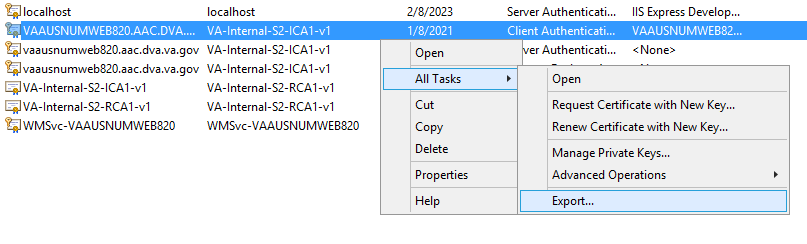 localhost localhost 2/8/2023 Server Authenticati... IIS Express Develop...
VAAUSNUMWEB820.AAC.DVA.... VA-Internal-S2-ICA1-v1 1/8/2021 Client Authenticati... VAAUSNUMWEB82...
vaausnumweb820.aac.dva.va.gov VA-Internal-S2-ICA1-v1 ver Authenticati... <None>
Open
vaausnumweb820.aac.dva.va.gov VA-Internal-S2-ICA1-v1
All Tasks Open
VA-Internal-S2-ICA1-v1 VA-Internal-S2-RCA1-v1
VA-Internal-S2-RCA1-v1 VA-Internal-S2-RCA1-v1
Cut Request Certificate with New Key...
WMSvc-VAAUSNUMWEB820 WMSvc-VAAUSNUMWEB820
Copy Renew Certificate with New Key...
Delete Manage Private Keys...
Properties Advanced Operations
Help Export...